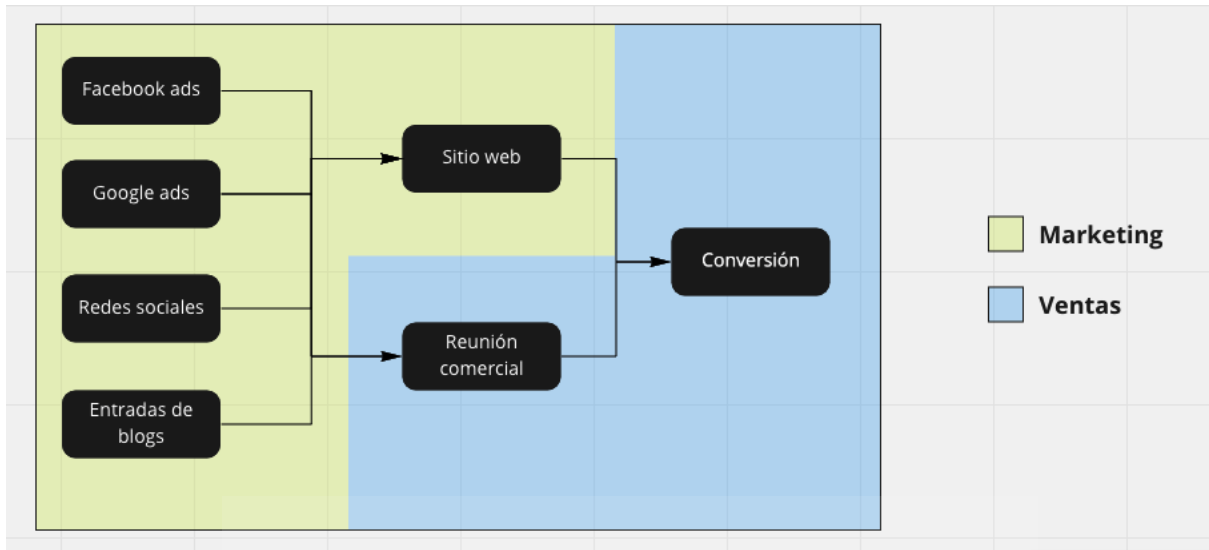 Facebook ads
Google ads
Redes sociales
Entradas de
blogs
Sitio web
Reunión
comercial
Conversión
Marketing
Ventas